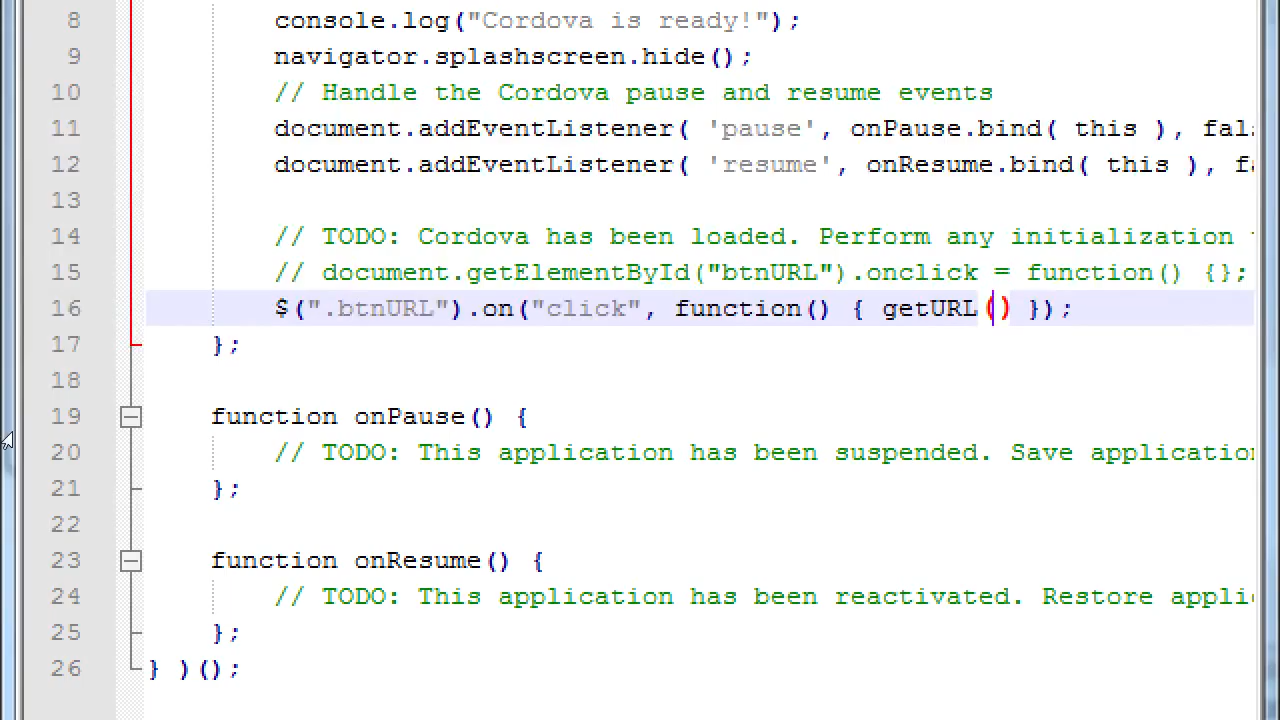 8 console.log("Cordova is ready!");
9 navigator.splashscreen.hide();
10 // Handle the Cordova pause and resume events
11 document.addEventListener( 'pause', onPause.bind( this ),
12 document.addEventListener( 'resume', onResume.bind( this ),
13
14 // TODO: Cordova has been loaded. Perform any initialization
15 // document.getElementById("btnURL").onclick = function() {};
16 $(".btnURL").on("click", function() { getURL() });
17 };
18
19 function onPause() {
20 // TODO: This application has been suspended. Save
21 };
22
23 function onResume() {
24 // TODO: This application has been reactivated. Restore
25 };
26 } )();